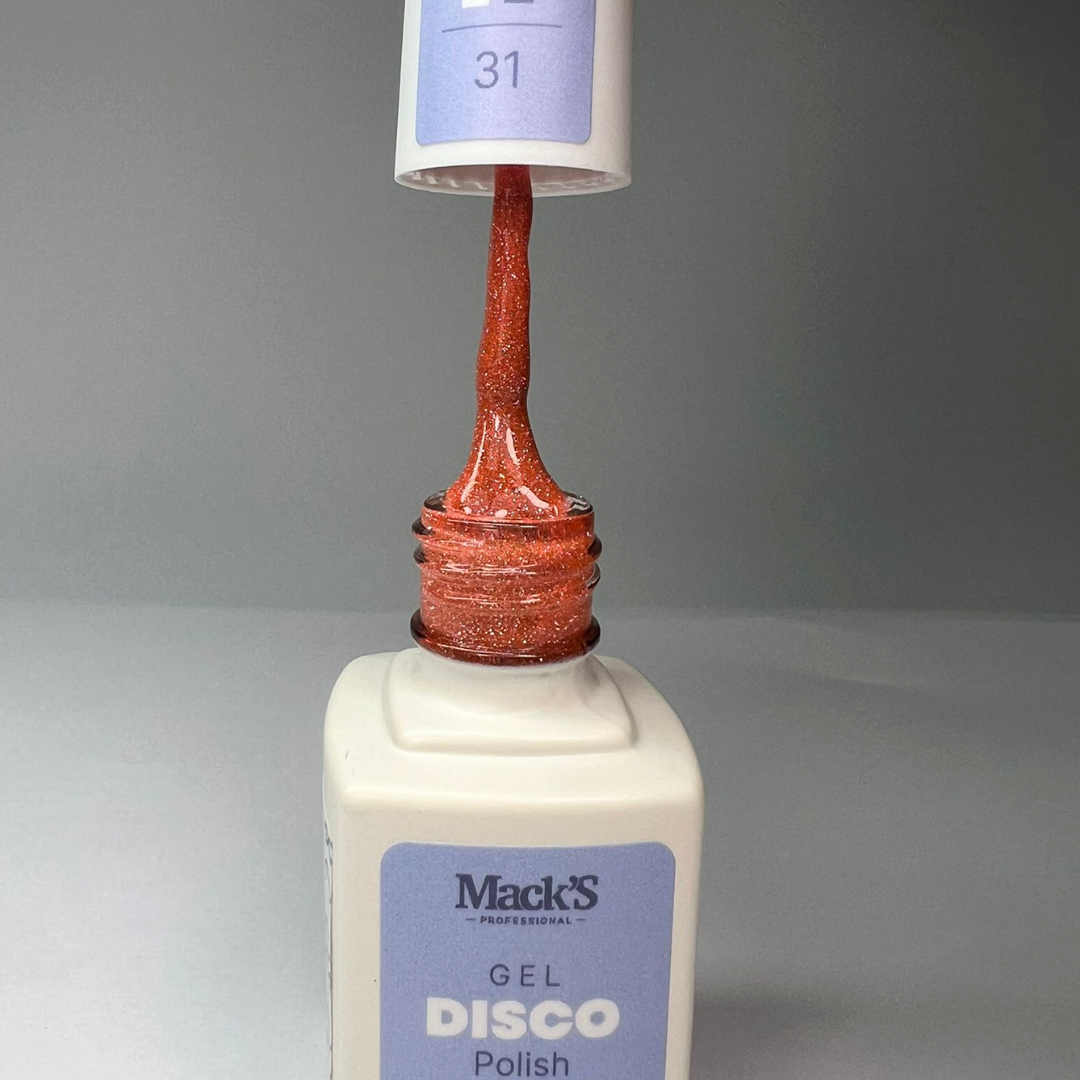 31
Mack's
PROFESSIONAL
GEL
DISCO
Polish